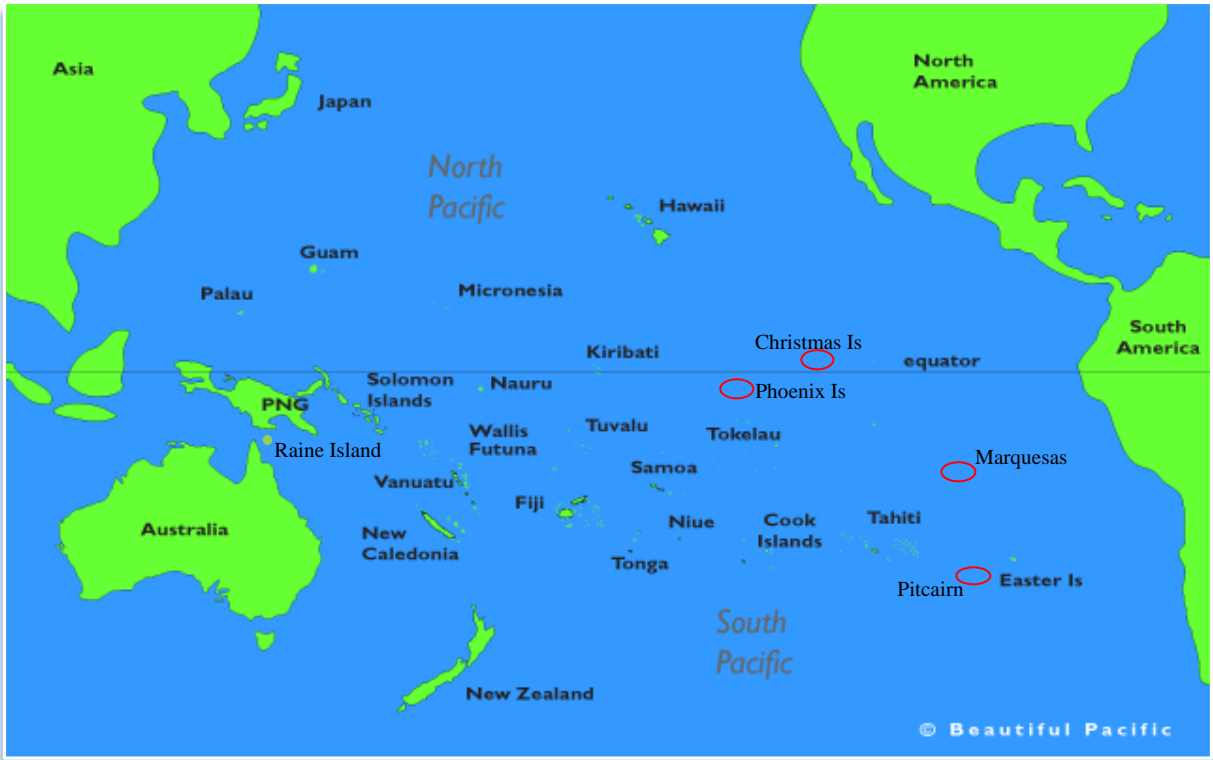 Asia
North
America
Japan
North
Pacific
Hawaii
Guam
Palau
Micronesia
Christmas Is
South
America
Kiribati
equator
Solomon
Islands
Nauru
Phoenix Is
PNG
Raine Island
Wallis
Futuna
Tuvalu
Tokelau
Marquesas
Samoa
Vanuatu
Fiji
Australia
New
Caledonia
Niue
Cook
Islands
Tahiti
Tonga
Pitcairn
Easter Is
South
Pacific
New Zealand
© Beautiful Pacific